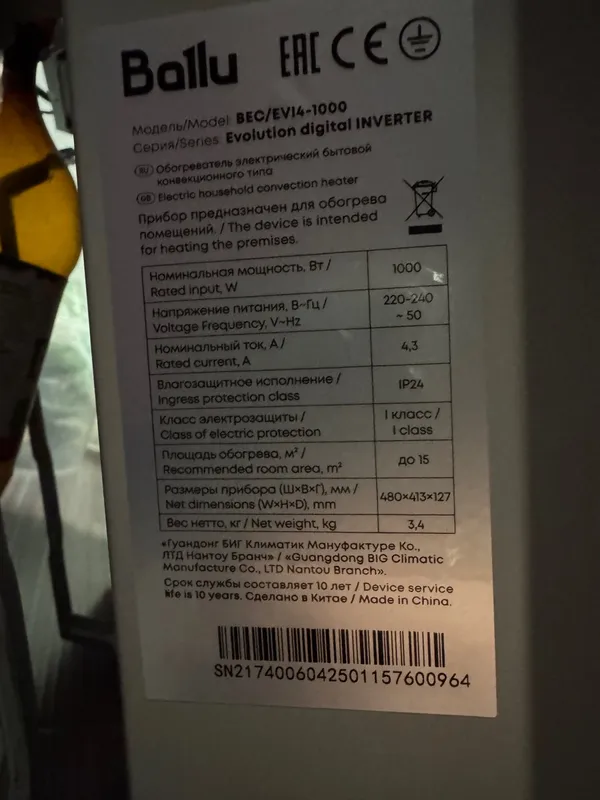 Ballu EAC CE
Модель/Model: BEC/EVI4-1000
Серия/Series: Evolution digital INVERTER
RU Обогреватель электрический бытовой
конвекционного типа
GB Electric household convection heater
Прибор предназначен для обогрева
помещений. / The device is intended
for heating the premises.
Номинальная мощность, Вт /
Rated input, W
1000
Напряжение питания, В~Гц /
Voltage Frequency, V~Hz
220-240
~ 50
Номинальный ток, А /
Rated current, A
4,3
Влагозащитное исполнение /
Ingress protection class
IP24
Класс электрозащиты /
Class of electric protection
I класс /
I class
Площадь обогрева, м² /
Recommended room area, m²
до 15
Размеры прибора (Ш×В×Г), мм /
Net dimensions (W×H×D), mm
480×413×127
Вес нетто, кг / Net weight, kg
3,4
«Гуандонг БИГ Климатик Мануфактуре Ко.,
ЛТД Нантоу Бранч» / «Guangdong BIG Climatic
Manufacture Co., LTD Nantou Branch».
Срок службы составляет 10 лет / Device service
life is 10 years. Сделано в Китае / Made in China.
SN2174006042501157600964